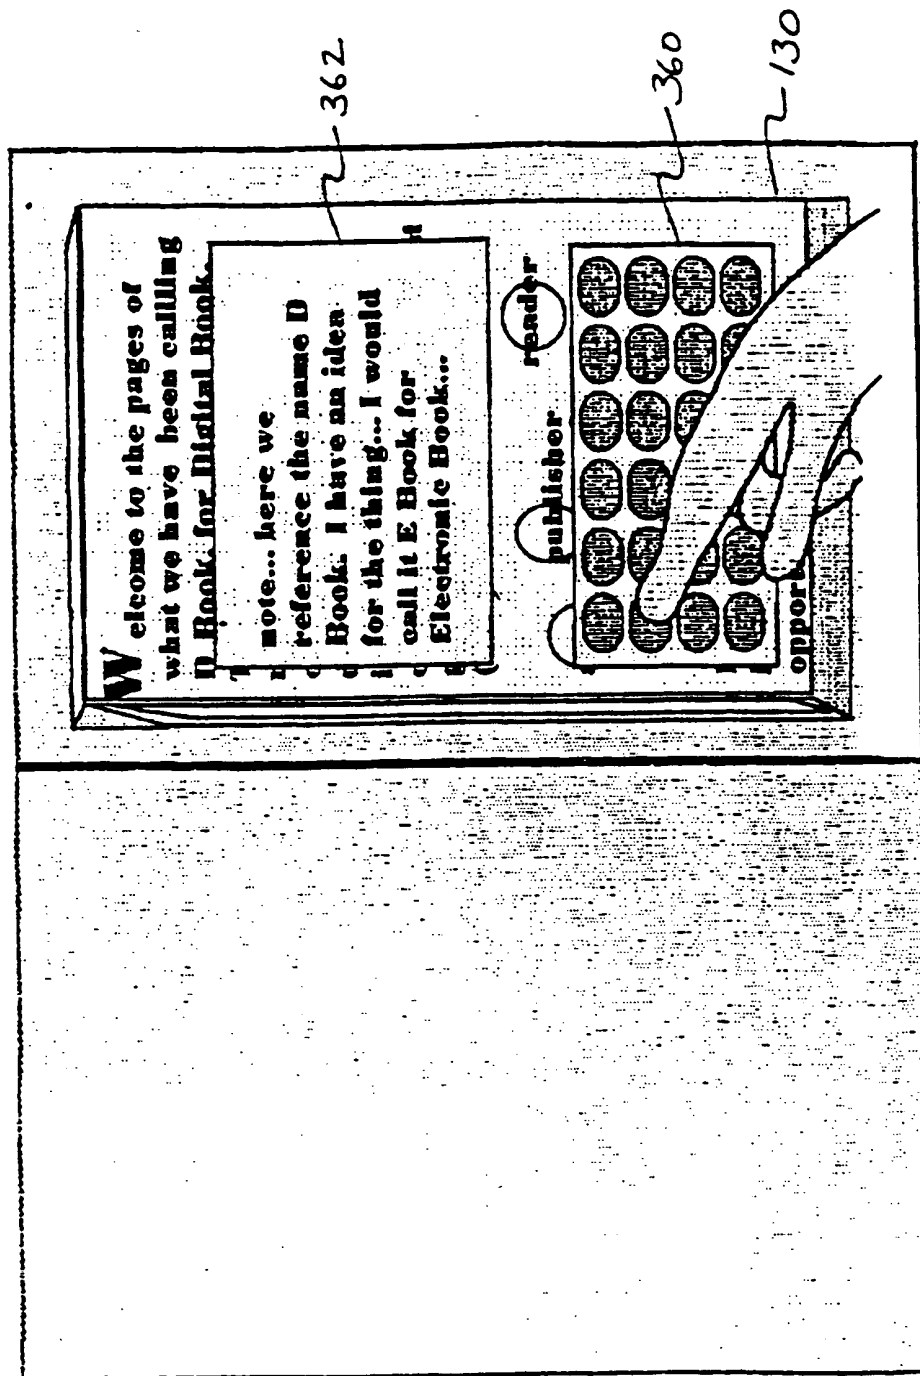 Welcome to the pages of
what we have been callling
D Book, for Digital Book.
note... here we
reference the name D
Book. I have an idea
for the thing... I would
call it E Book for
Electronic Book...
publisher
reader
opport
362
360
130